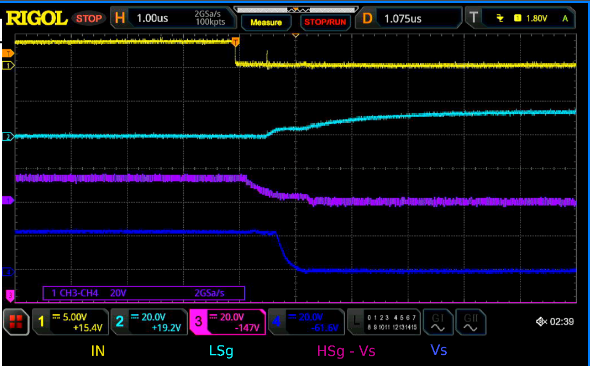 RIGOL STOP H 1.00us 2GSa/s 100kpts Measure STOP/RUN D 1.075us T 1 1.80V A
T
1
2
1 CH3-CH4 20V 2GSa/s
1 5.00V +15.4V 2 20.0V +19.2V 3 20.0V -147V 4 20.0V -61.6V L 0 1 2 3 4 5 6 7 8 9 10 11 12 13 14 15 GI GII 02:39
IN LSg HSg - Vs Vs